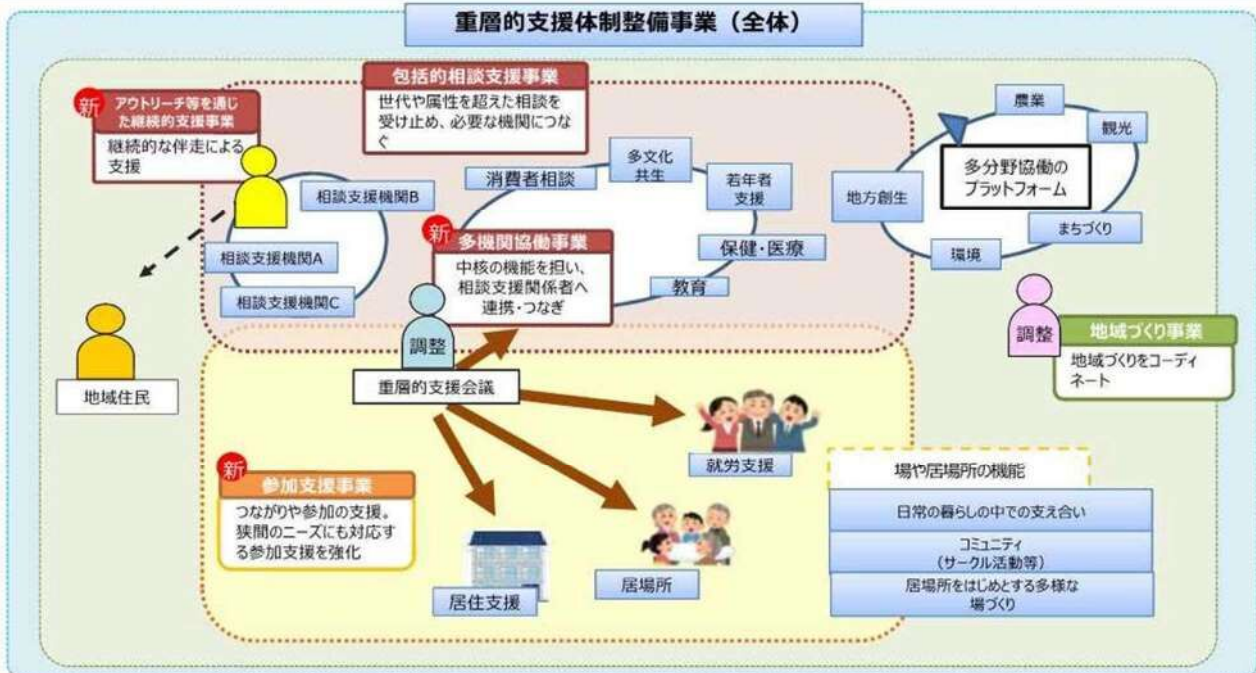 重層的支援体制整備事業（全体）
新
アウトリーチ等を通じ
た継続的支援事業
継続的な伴走による
支援
包括的相談支援事業
世代や属性を超えた相談を
受け止め、必要な機関につな
ぐ
相談支援機関B
相談支援機関A
相談支援機関C
消費者相談
多文化
共生
若年者
支援
保健・医療
教育
新
多機関協働事業
中核の機能を担い、
相談支援関係者へ
連携・つなぎ
調整
重層的支援会議
地域住民
農業
観光
多分野協働の
プラットフォーム
地方創生
まちづくり
環境
調整
地域づくり事業
地域づくりをコーディ
ネート
新
参加支援事業
つながりや参加の支援。
狭間のニーズにも対応す
る参加支援を強化
就労支援
居場所
居住支援
場や居場所の機能
日常の暮らしの中での支え合い
コミュニティ
（サークル活動等）
居場所をはじめとする多様な
場づくり